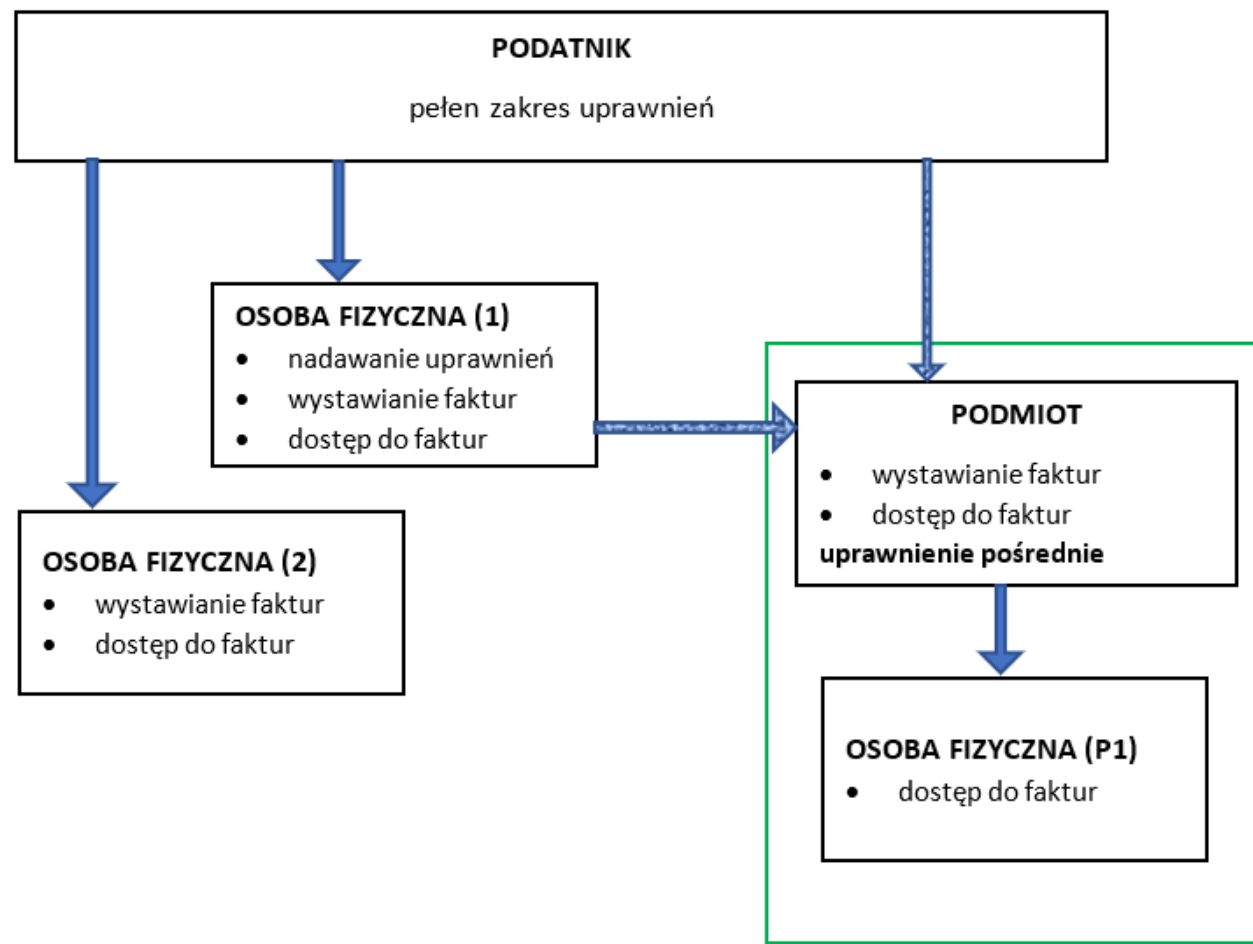 PODATNIK
pełen zakres uprawnień
OSOBA FIZYCZNA (1)
• nadawanie uprawnień
• wystawianie faktur
• dostęp do faktur
PODMIOT
• wystawianie faktur
• dostęp do faktur
uprawnienie pośrednie
OSOBA FIZYCZNA (2)
• wystawianie faktur
• dostęp do faktur
OSOBA FIZYCZNA (P1)
• dostęp do faktur